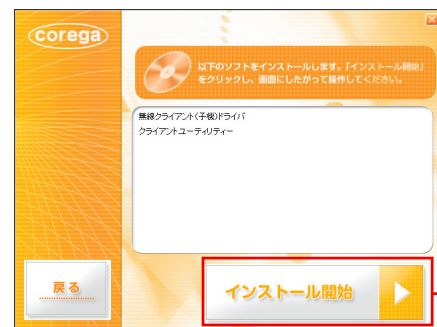 corega
以下のソフトをインストールします。「インストール開始」
をクリックし、画面にしたがって操作してください。
無線クライアント(子機)ドライバ
クライアントユーティリティー
戻る
インストール開始